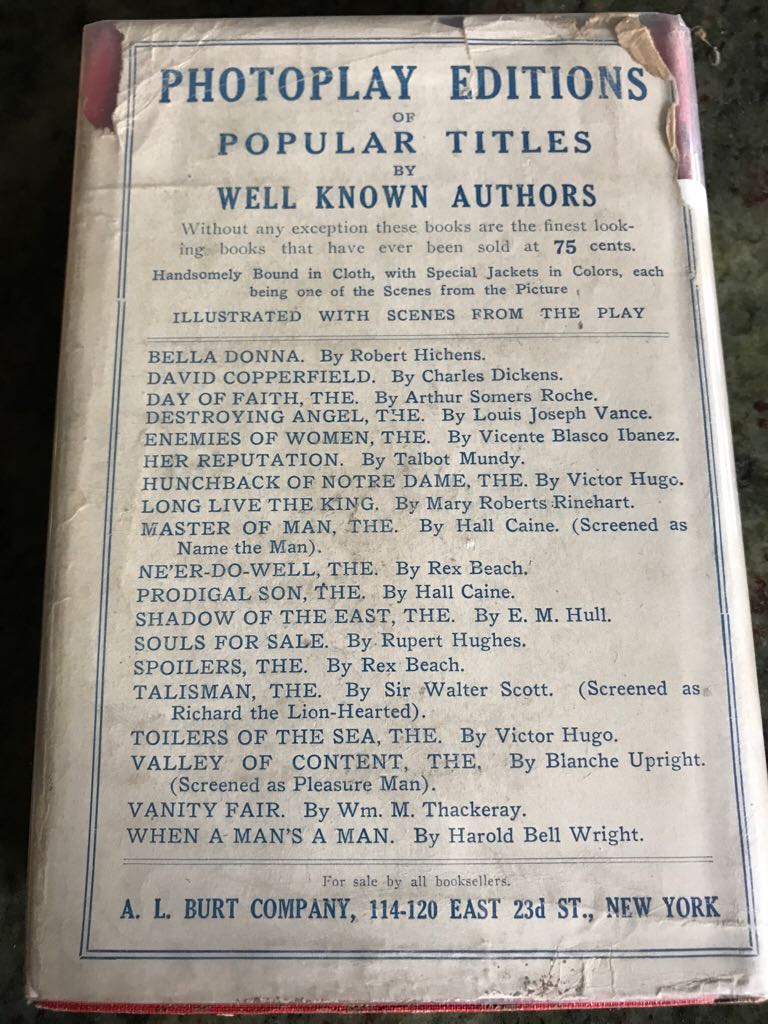 PHOTOPLAY EDITIONS
OF
POPULAR TITLES
BY
WELL KNOWN AUTHORS
Without any exception these books are the finest look-
ing books that have ever been sold at 75 cents.
Handsomely Bound in Cloth, with Special Jackets in Colors, each
being one of the Scenes from the Picture
ILLUSTRATED WITH SCENES FROM THE PLAY
BELLA DONNA. By Robert Hichens.
DAVID COPPERFIELD. By Charles Dickens.
DAY OF FAITH, THE. By Arthur Somers Roche.
DESTROYING ANGEL, THE. By Louis Joseph Vance.
ENEMIES OF WOMEN, THE. By Vicente Blasco Ibanez.
HER REPUTATION. By Talbot Mundy.
HUNCHBACK OF NOTRE DAME, THE. By Victor Hugo.
LONG LIVE THE KING. By Mary Roberts Rinehart.
MASTER OF MAN, THE. By Hall Caine. (Screened as
Name the Man).
NE'ER-DO-WELL, THE. By Rex Beach.
PRODIGAL SON, THE. By Hall Caine.
SHADOW OF THE EAST, THE. By E. M. Hull.
SOULS FOR SALE. By Rupert Hughes.
SPOILERS, THE. By Rex Beach.
TALISMAN, THE. By Sir Walter Scott. (Screened as
Richard the Lion-Hearted).
TOILERS OF THE SEA, THE. By Victor Hugo.
VALLEY OF CONTENT, THE. By Blanche Upright.
(Screened as Pleasure Man).
VANITY FAIR. By Wm. M. Thackeray.
WHEN A MAN'S A MAN. By Harold Bell Wright.
For sale by all booksellers.
A. L. BURT COMPANY, 114-120 EAST 23d ST., NEW YORK